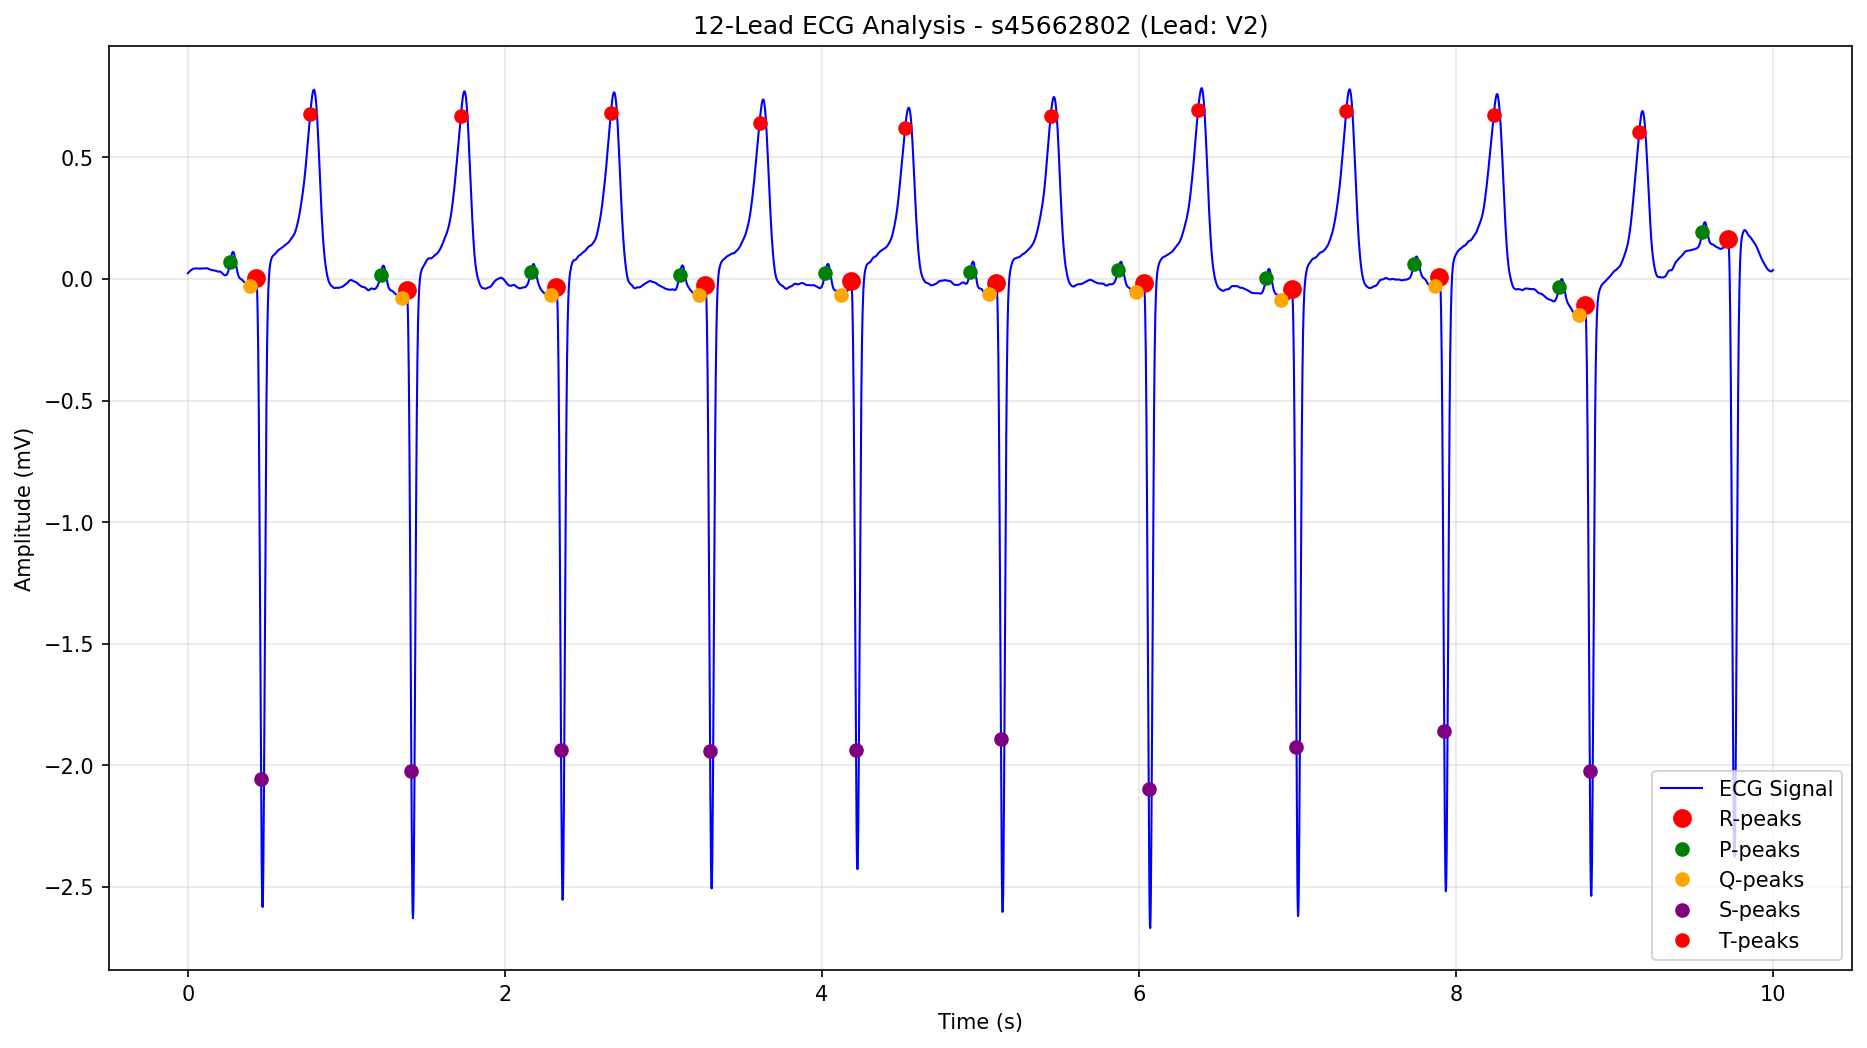 12-Lead ECG Analysis - s45662802 (Lead: V2)
Amplitude (mV)
0.5
0.0
−0.5
−1.0
−1.5
−2.0
−2.5
0 2 4 6 8 10
Time (s)
ECG Signal
R-peaks
P-peaks
Q-peaks
S-peaks
T-peaks